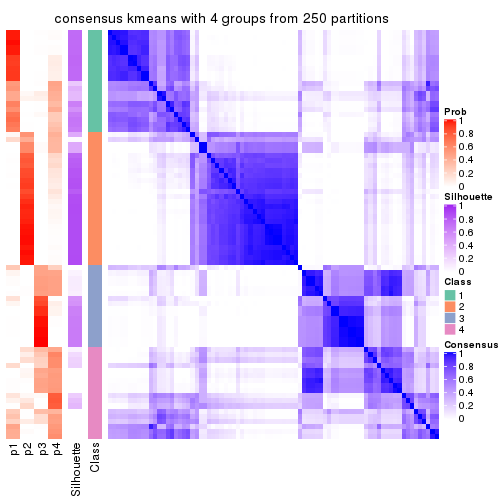 consensus kmeans with 4 groups from 250 partitions
Prob
1
0.8
0.6
0.4
0.2
0
Silhouette
1
0.8
0.6
0.4
0.2
0
Class
1
2
3
4
Consensus
1
0.8
0.6
0.4
0.2
0
p1
p2
p3
p4
Silhouette
Class